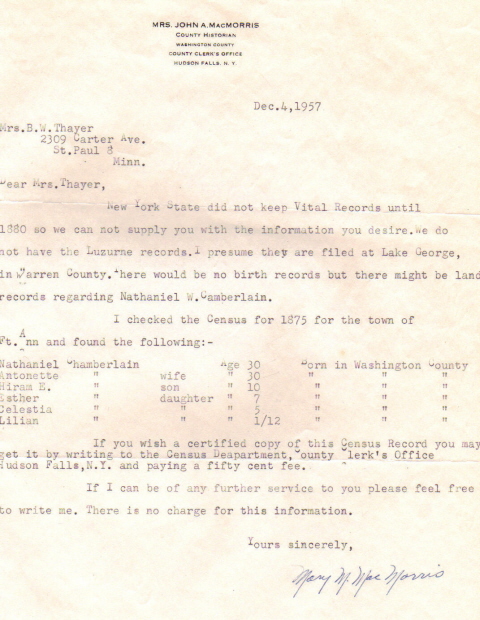 MRS. JOHN A. MACMORRIS
COUNTY HISTORIAN
WASHINGTON COUNTY
COUNTY CLERK'S OFFICE
HUDSON FALLS, N. Y.
Dec.4,1957
Mrs.B.W.Thayer
2309 Carter Ave.
St.Paul 8
Minn.
Dear Mrs.Thayer,
New York State did not keep Vital Records until
1880 so we can not supply you with the information you desire.We do
not have the Luzurne records.I presume they are filed at Lake George,
in Warren County.There would be no birth records but there might be land
records regarding Nathaniel W.Camberlain.
I checked the Census for 1875 for the town of
Ft.Ann and found the following:-
Nathaniel Chamberlain Age 30 Born in Washington County
Antonette " wife " 30 " " "
Hiram E. " son " 10 " " "
Esther " daughter " 7 " " "
Celestia " " " 5 " " "
Lilian " " " 1/12 " " "
If you wish a certified copy of this Census Record you may
get it by writing to the Census Deapartment,County Clerk's Office
Hudson Falls,N.Y. and paying a fifty cent fee.
If I can be of any further service to you please feel free
to write me. There is no charge for this information.
Yours sincerely,
Mary M. Mac Morris